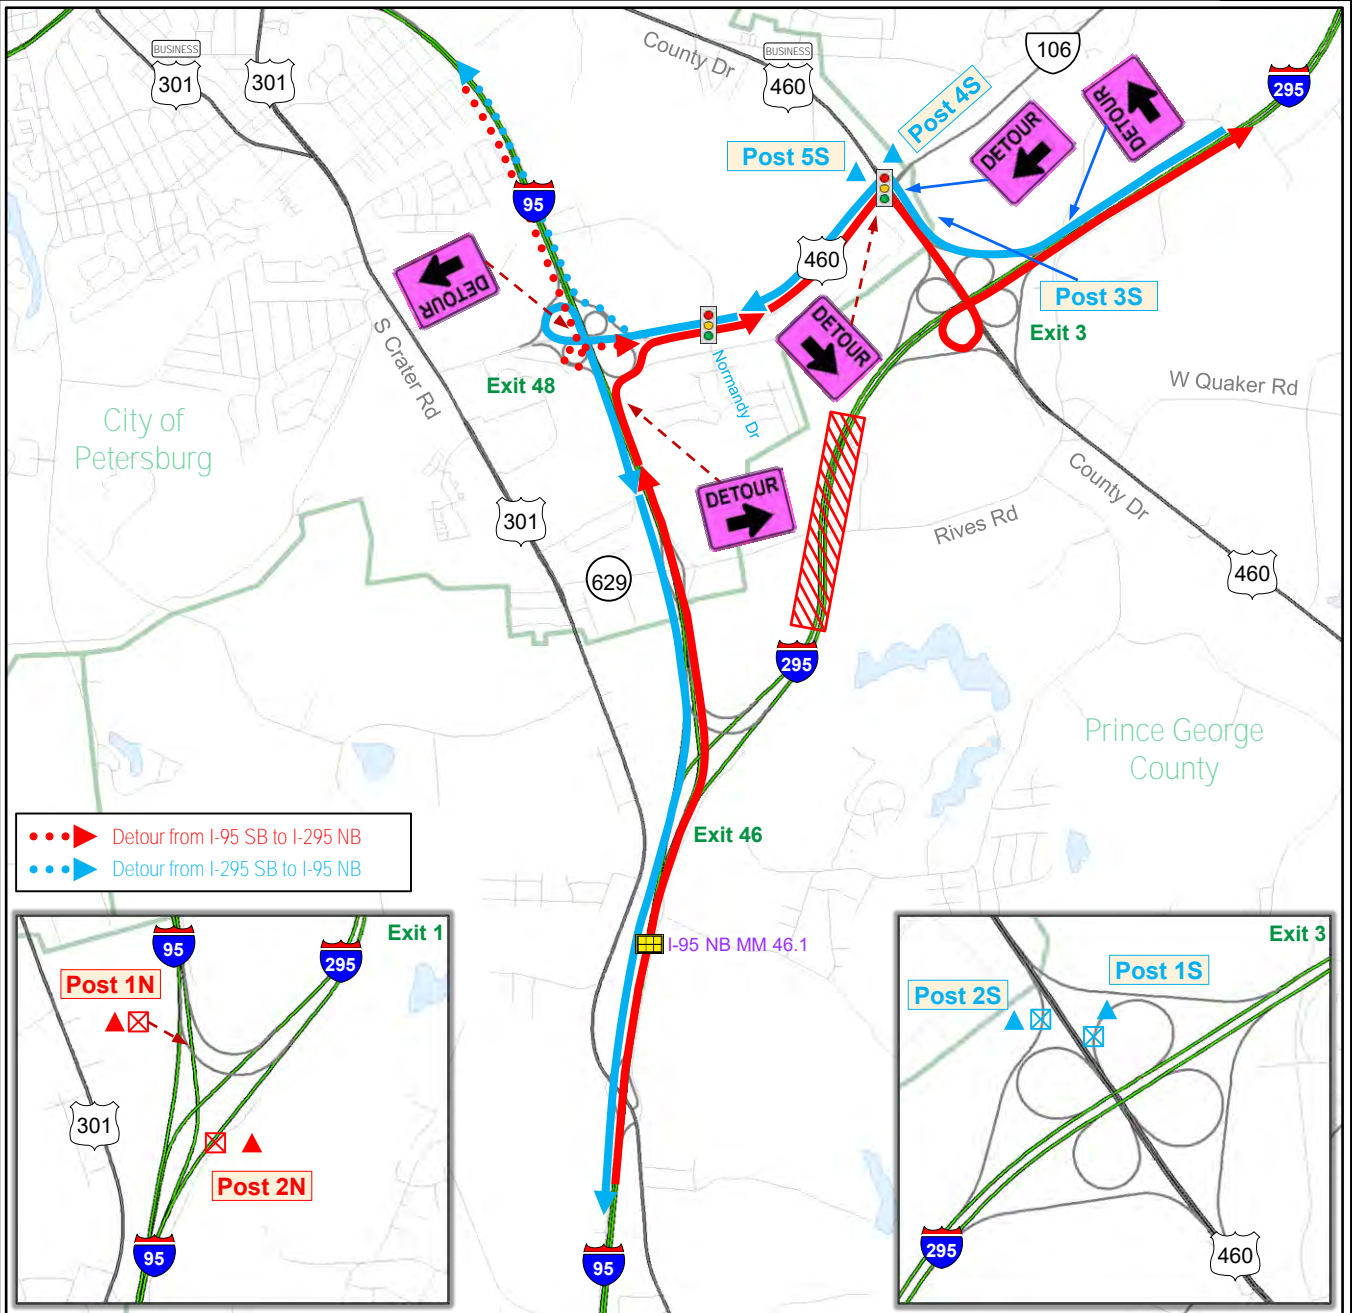 BUSINESS
301
301
County Dr
BUSINESS
460
106
295
Post 4S
DETOUR
DETOUR
Post 5S
95
460
DETOUR
Post 3S
Exit 3
DETOUR
S Crater Rd
Exit 48
Normandy Dr
W Quaker Rd
City of
Petersburg
County Dr
DETOUR
301
Rives Rd
629
460
295
Prince George
County
Detour from I-95 SB to I-295 NB
Detour from I-295 SB to I-95 NB
Exit 46
I-95 NB MM 46.1
95
Exit 1
95
295
Post 1N
301
Post 2N
95
Exit 3
Post 1S
Post 2S
295
460